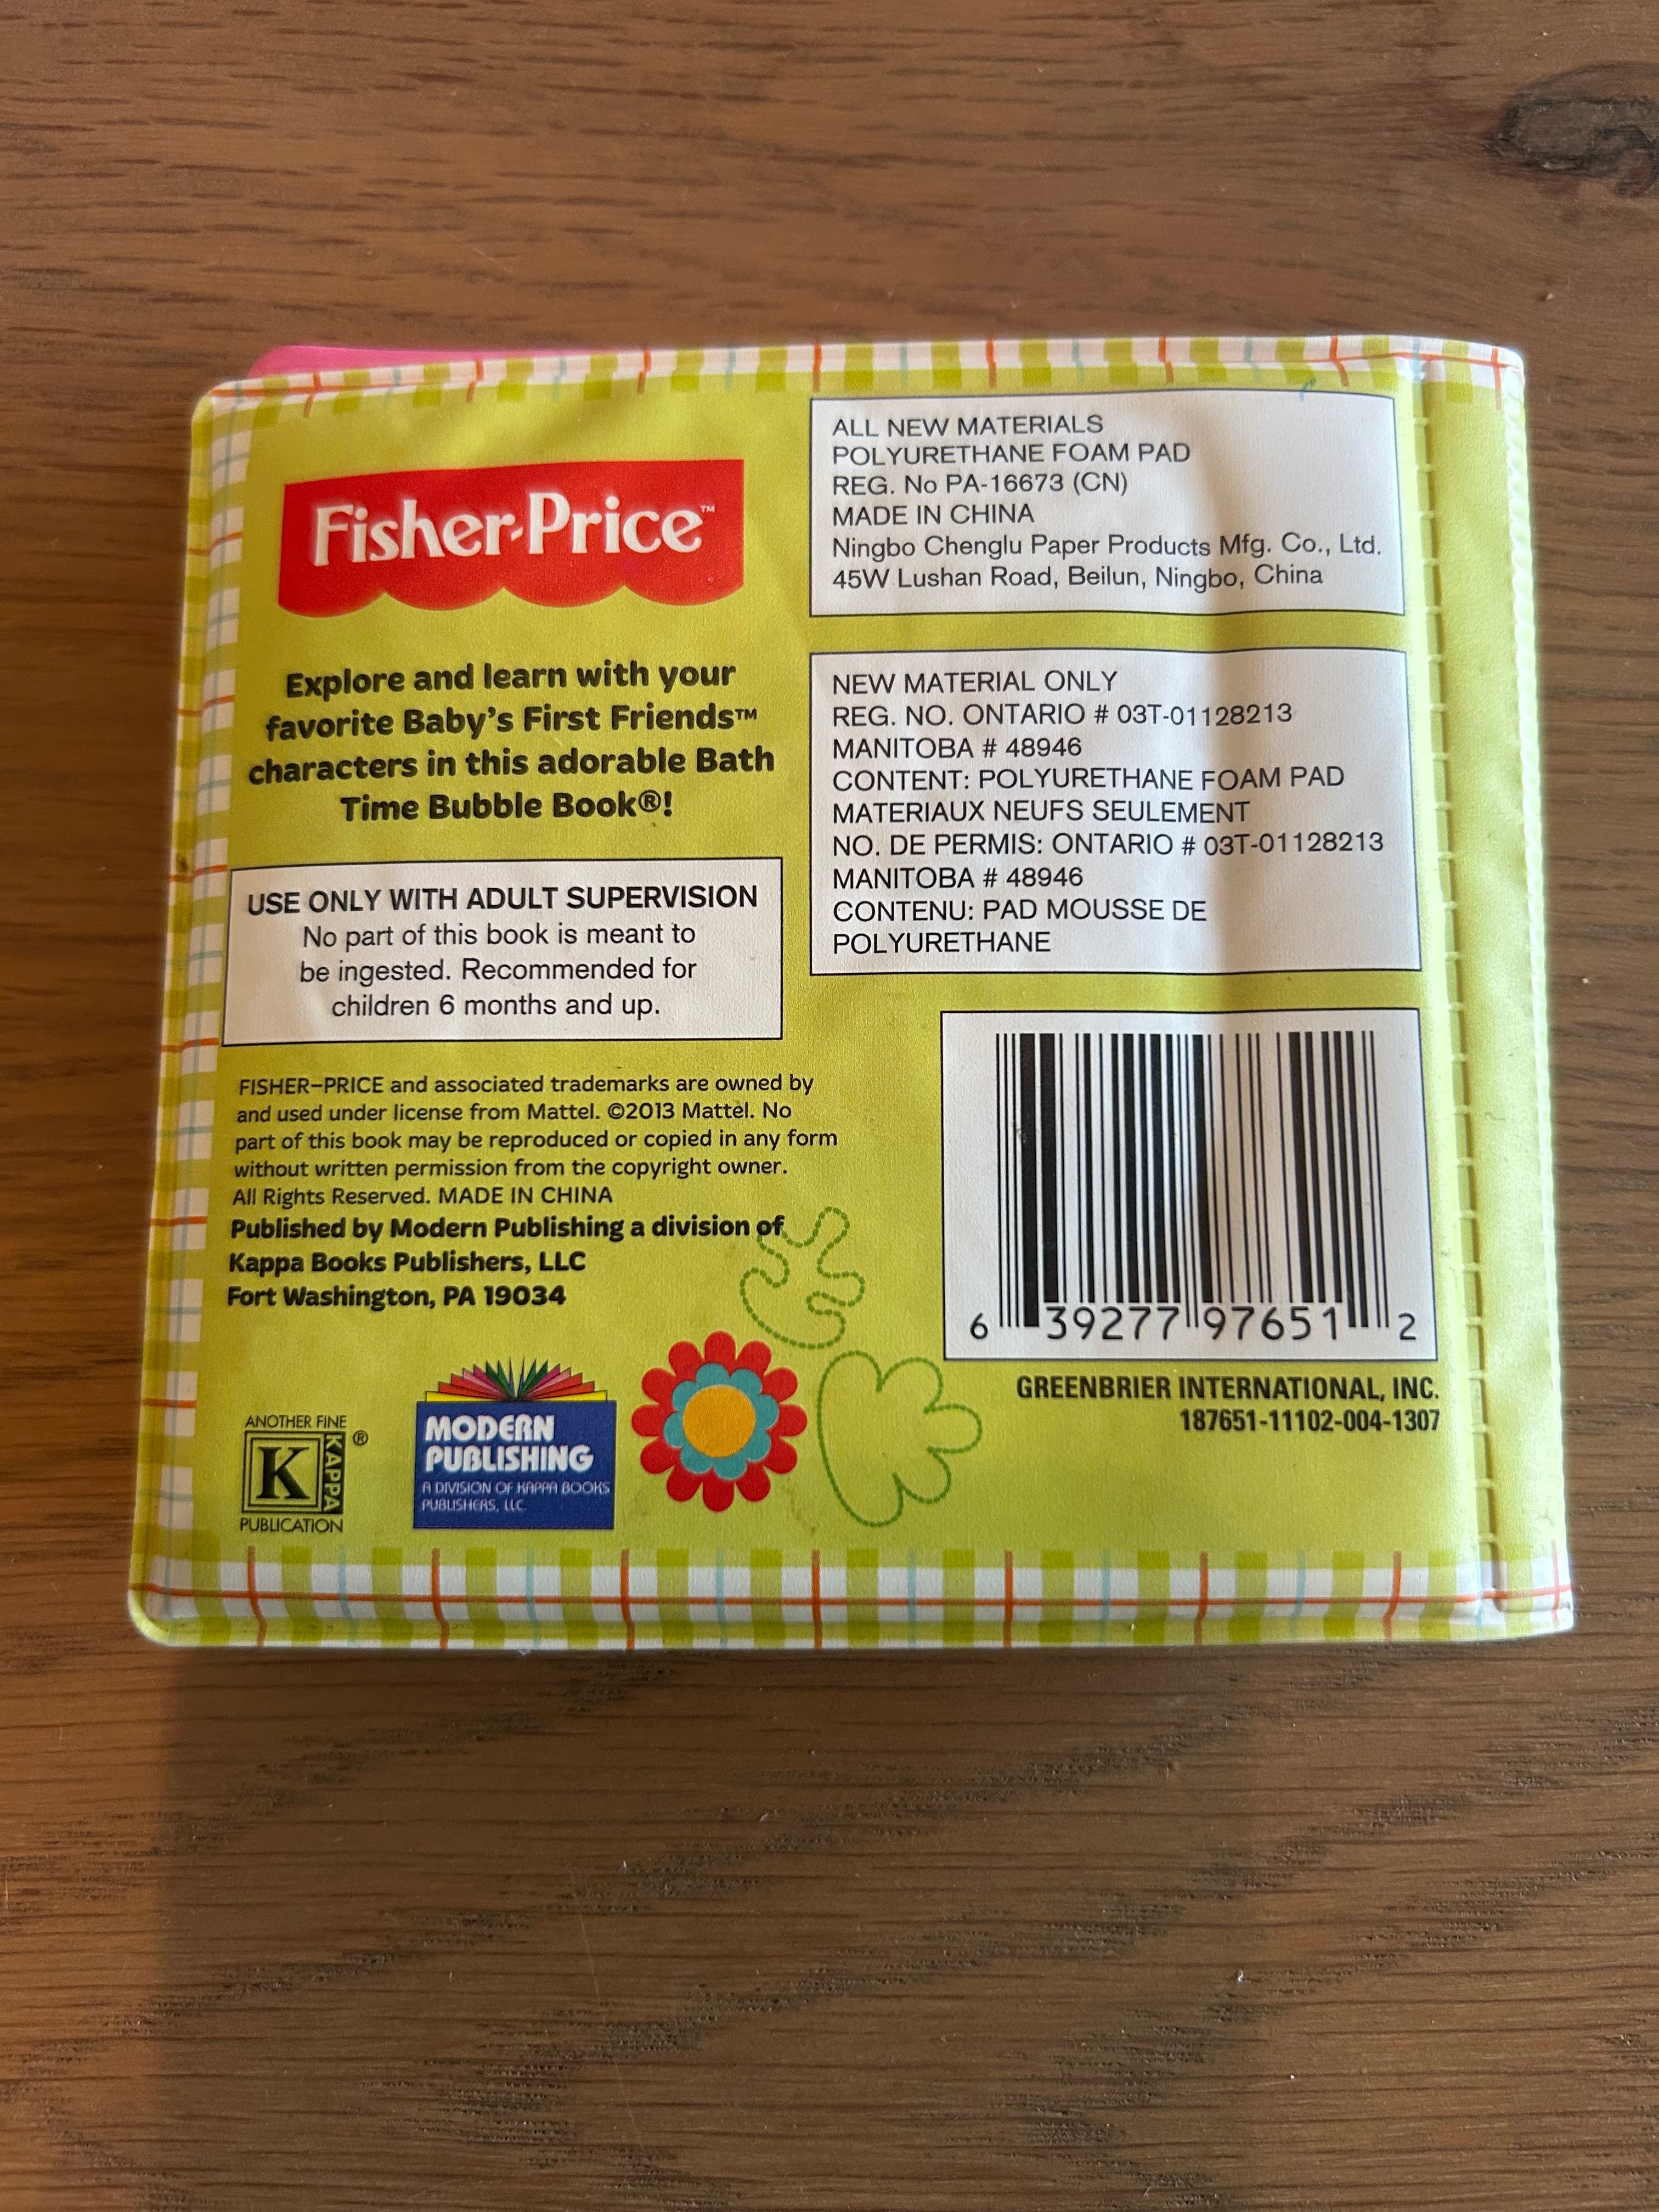 Fisher-Price™
Explore and learn with your
favorite Baby's First Friends™
characters in this adorable Bath
Time Bubble Book®!
USE ONLY WITH ADULT SUPERVISION
No part of this book is meant to
be ingested. Recommended for
children 6 months and up.
FISHER–PRICE and associated trademarks are owned by
and used under license from Mattel. ©2013 Mattel. No
part of this book may be reproduced or copied in any form
without written permission from the copyright owner.
All Rights Reserved. MADE IN CHINA
Published by Modern Publishing a division of
Kappa Books Publishers, LLC
Fort Washington, PA 19034
ANOTHER FINE
K KAPPA ®
PUBLICATION
MODERN
PUBLISHING
A DIVISION OF KAPPA BOOKS
PUBLISHERS, LLC.
ALL NEW MATERIALS
POLYURETHANE FOAM PAD
REG. No PA-16673 (CN)
MADE IN CHINA
Ningbo Chenglu Paper Products Mfg. Co., Ltd.
45W Lushan Road, Beilun, Ningbo, China
NEW MATERIAL ONLY
REG. NO. ONTARIO # 03T-01128213
MANITOBA # 48946
CONTENT: POLYURETHANE FOAM PAD
MATERIAUX NEUFS SEULEMENT
NO. DE PERMIS: ONTARIO # 03T-01128213
MANITOBA # 48946
CONTENU: PAD MOUSSE DE
POLYURETHANE
6 39277 97651 2
GREENBRIER INTERNATIONAL, INC.
187651-11102-004-1307